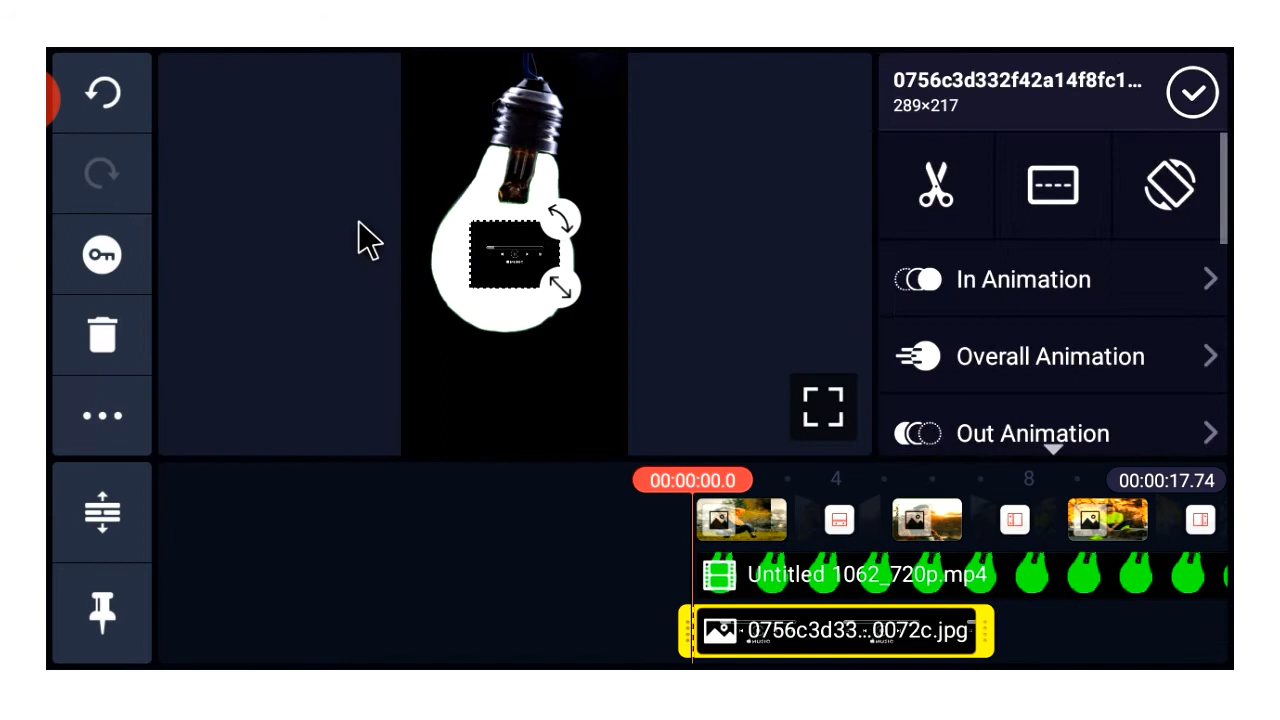 0756c3d332f42a14f8fc1...
289×217
In Animation
Overall Animation
Out Animation
00:00:00.0
4
8
00:00:17.74
Untitled 1062_720p.mp4
0756c3d33..0072c.jpg